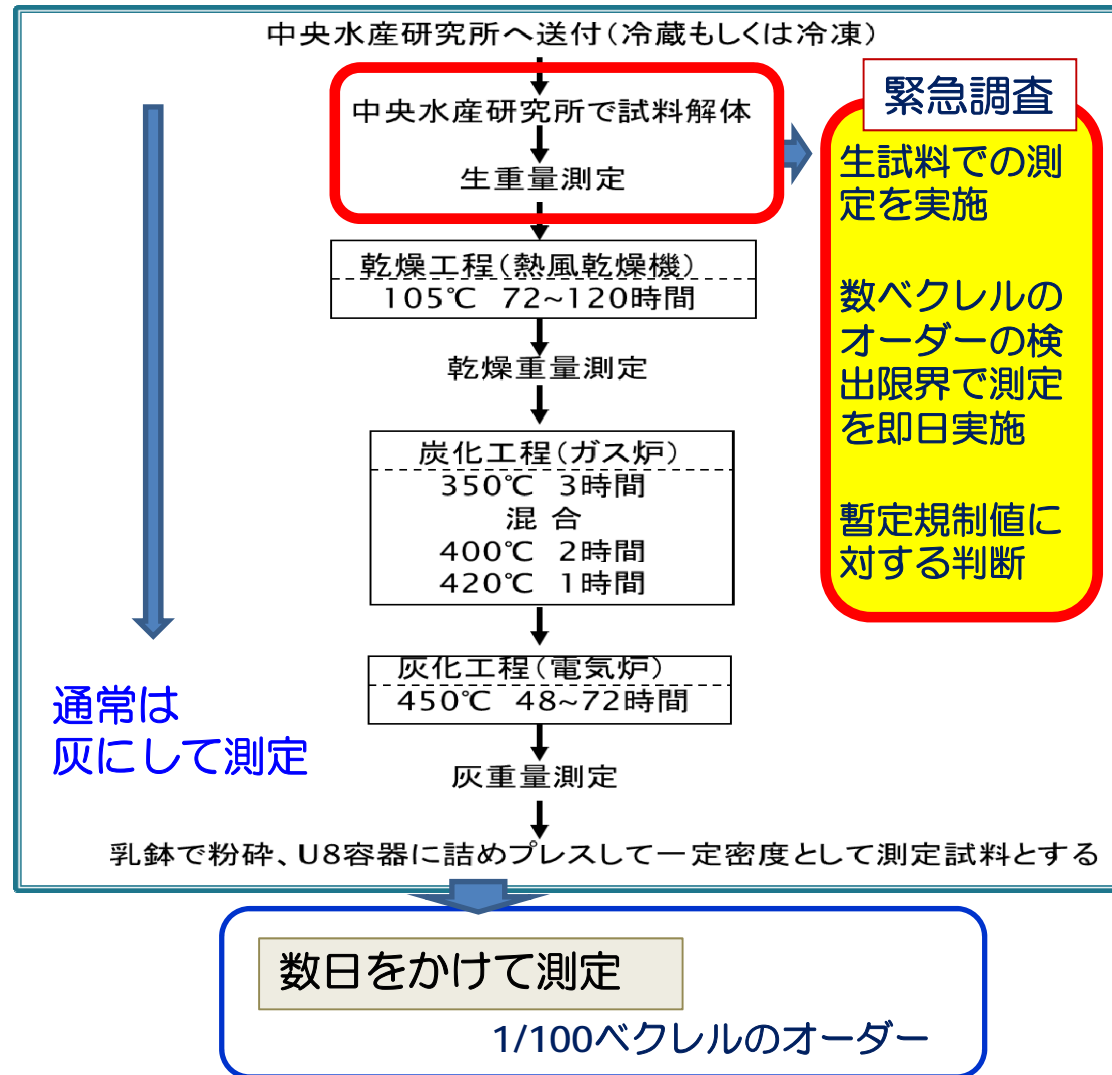 中央水産研究所へ送付(冷蔵もしくは冷凍)
中央水産研究所で試料解体
生重量測定
緊急調査
生試料での測
定を実施
数ベクレルの
オーダーの検
出限界で測定
を即日実施
暫定規制値に
対する判断
乾燥工程(熱風乾燥機)
105℃ 72~120時間
乾燥重量測定
炭化工程(ガス炉)
350℃ 3時間
混 合
400℃ 2時間
420℃ 1時間
灰化工程(電気炉)
450℃ 48~72時間
通常は
灰にして測定
灰重量測定
乳鉢で粉砕、U8容器に詰めプレスして一定密度として測定試料とする
数日をかけて測定
1/100ベクレルのオーダー